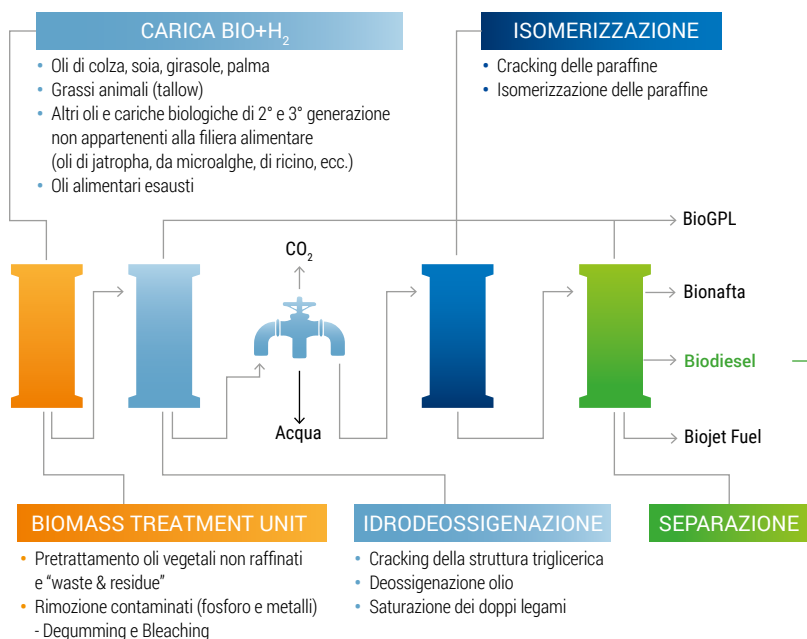 CARICA BIO+H₂
• Oli di colza, soia, girasole, palma
• Grassi animali (tallow)
• Altri oli e cariche biologiche di 2° e 3° generazione
non appartenenti alla filiera alimentare
(oli di jatropha, da microalghe, di ricino, ecc.)
• Oli alimentari esausti
ISOMERIZZAZIONE
• Cracking delle paraffine
• Isomerizzazione delle paraffine
BioGPL
CO₂
Bionafta
Biodiesel
Acqua
Biojet Fuel
BIOMASS TREATMENT UNIT
• Pretrattamento oli vegetali non raffinati
e “waste & residue”
• Rimozione contaminati (fosforo e metalli)
- Degumming e Bleaching
IDRODEOSSIGENAZIONE
• Cracking della struttura triglicerica
• Deossigenazione olio
• Saturazione dei doppi legami
SEPARAZIONE